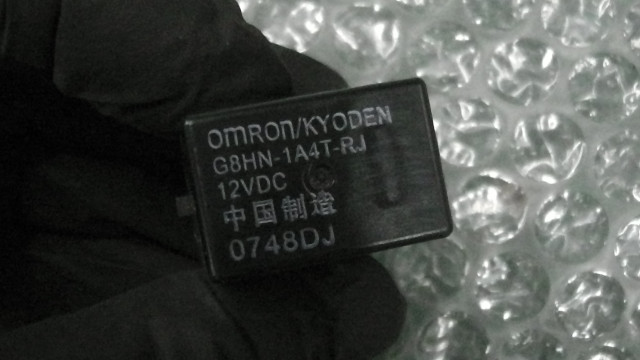 omRon/KYODEN
G8HN-1A4T-RJ
12VDC
中国制造
0748DJ